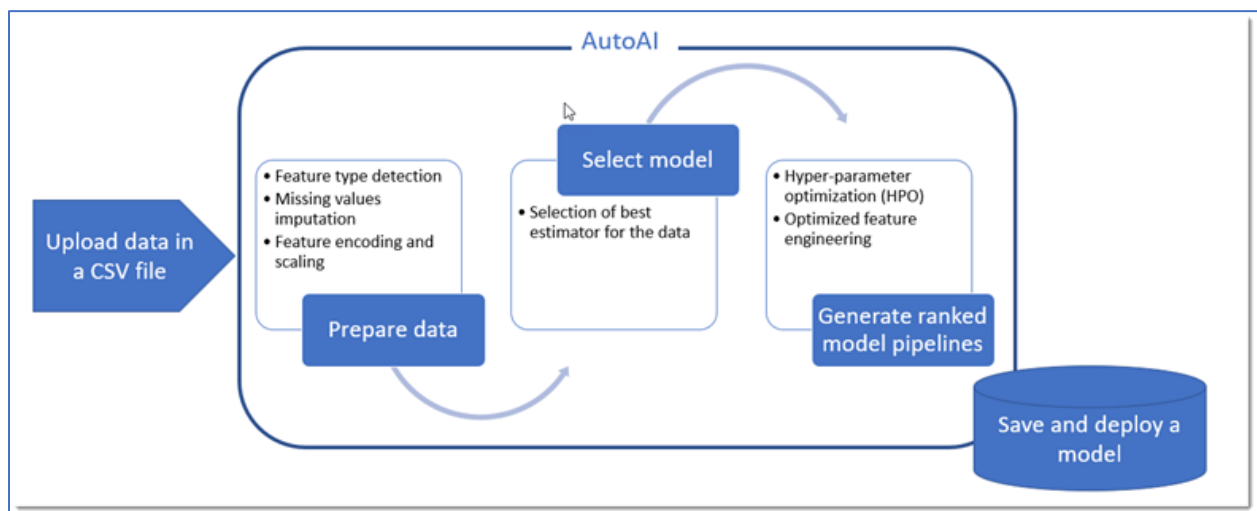 AutoAI
Upload data in
a CSV file
• Feature type detection
• Missing values
imputation
• Feature encoding and
scaling
Prepare data
Select model
• Selection of best
estimator for the data
• Hyper-parameter
optimization (HPO)
• Optimized feature
engineering
Generate ranked
model pipelines
Save and deploy a
model